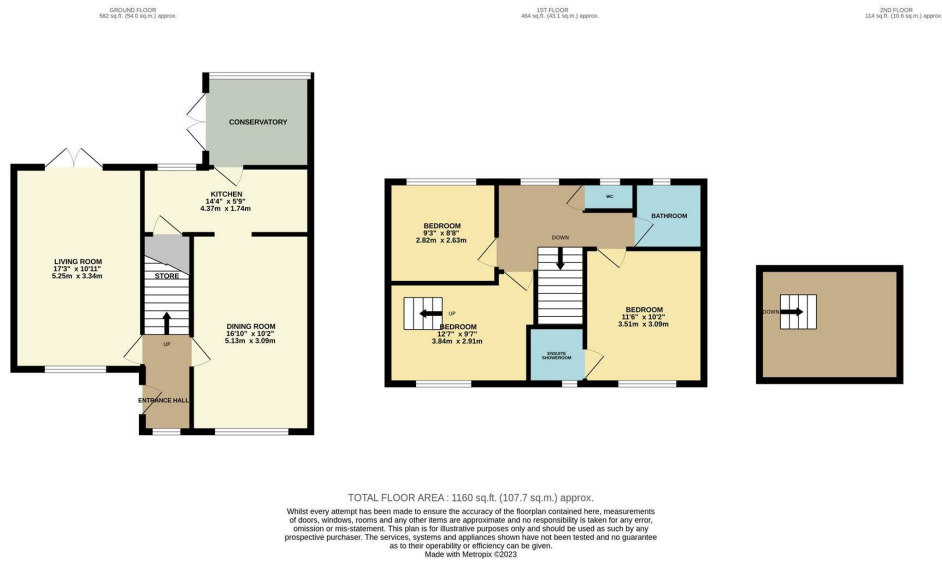 GROUND FLOOR
582 sq.ft. (54.0 sq.m.) approx.
1ST FLOOR
464 sq.ft. (43.1 sq.m.) approx.
2ND FLOOR
114 sq.ft. (10.6 sq.m.) approx.
CONSERVATORY
KITCHEN
14'4" x 5'9"
4.37m x 1.74m
LIVING ROOM
17'3" x 10'11"
5.25m x 3.34m
STORE
UP
DINING ROOM
16'10" x 10'2"
5.13m x 3.09m
ENTRANCE HALL
BEDROOM
9'3" x 8'8"
2.82m x 2.63m
WC
BATHROOM
DOWN
UP
BEDROOM
12'7" x 9'7"
3.84m x 2.91m
BEDROOM
11'6" x 10'2"
3.51m x 3.09m
ENSUITE
SHOWEROOM
DOWN
TOTAL FLOOR AREA : 1160 sq.ft. (107.7 sq.m.) approx.
Whilst every attempt has been made to ensure the accuracy of the floorplan contained here, measurements
of doors, windows, rooms and any other items are approximate and no responsibility is taken for any error,
omission or mis-statement. This plan is for illustrative purposes only and should be used as such by any
prospective purchaser. The services, systems and appliances shown have not been tested and no guarantee
as to their operability or efficiency can be given.
Made with Metropix ©2023